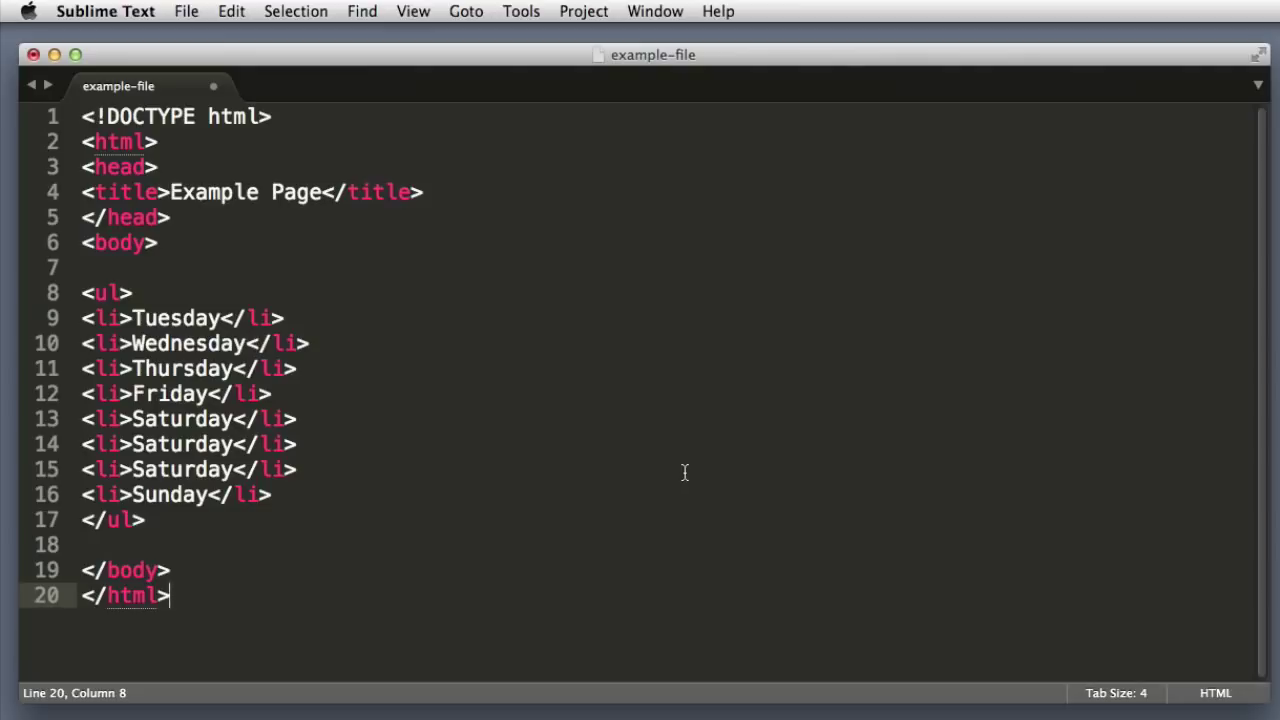 Sublime Text File Edit Selection Find View Goto Tools Project Window Help
example-file
example-file
1 <!DOCTYPE html>
2 <html>
3 <head>
4 <title>Example Page</title>
5 </head>
6 <body>
7
8 <ul>
9 <li>Tuesday</li>
10 <li>Wednesday</li>
11 <li>Thursday</li>
12 <li>Friday</li>
13 <li>Saturday</li>
14 <li>Saturday</li>
15 <li>Saturday</li>
16 <li>Sunday</li>
17 </ul>
18
19 </body>
20 </html>
Line 20, Column 8 Tab Size: 4 HTML